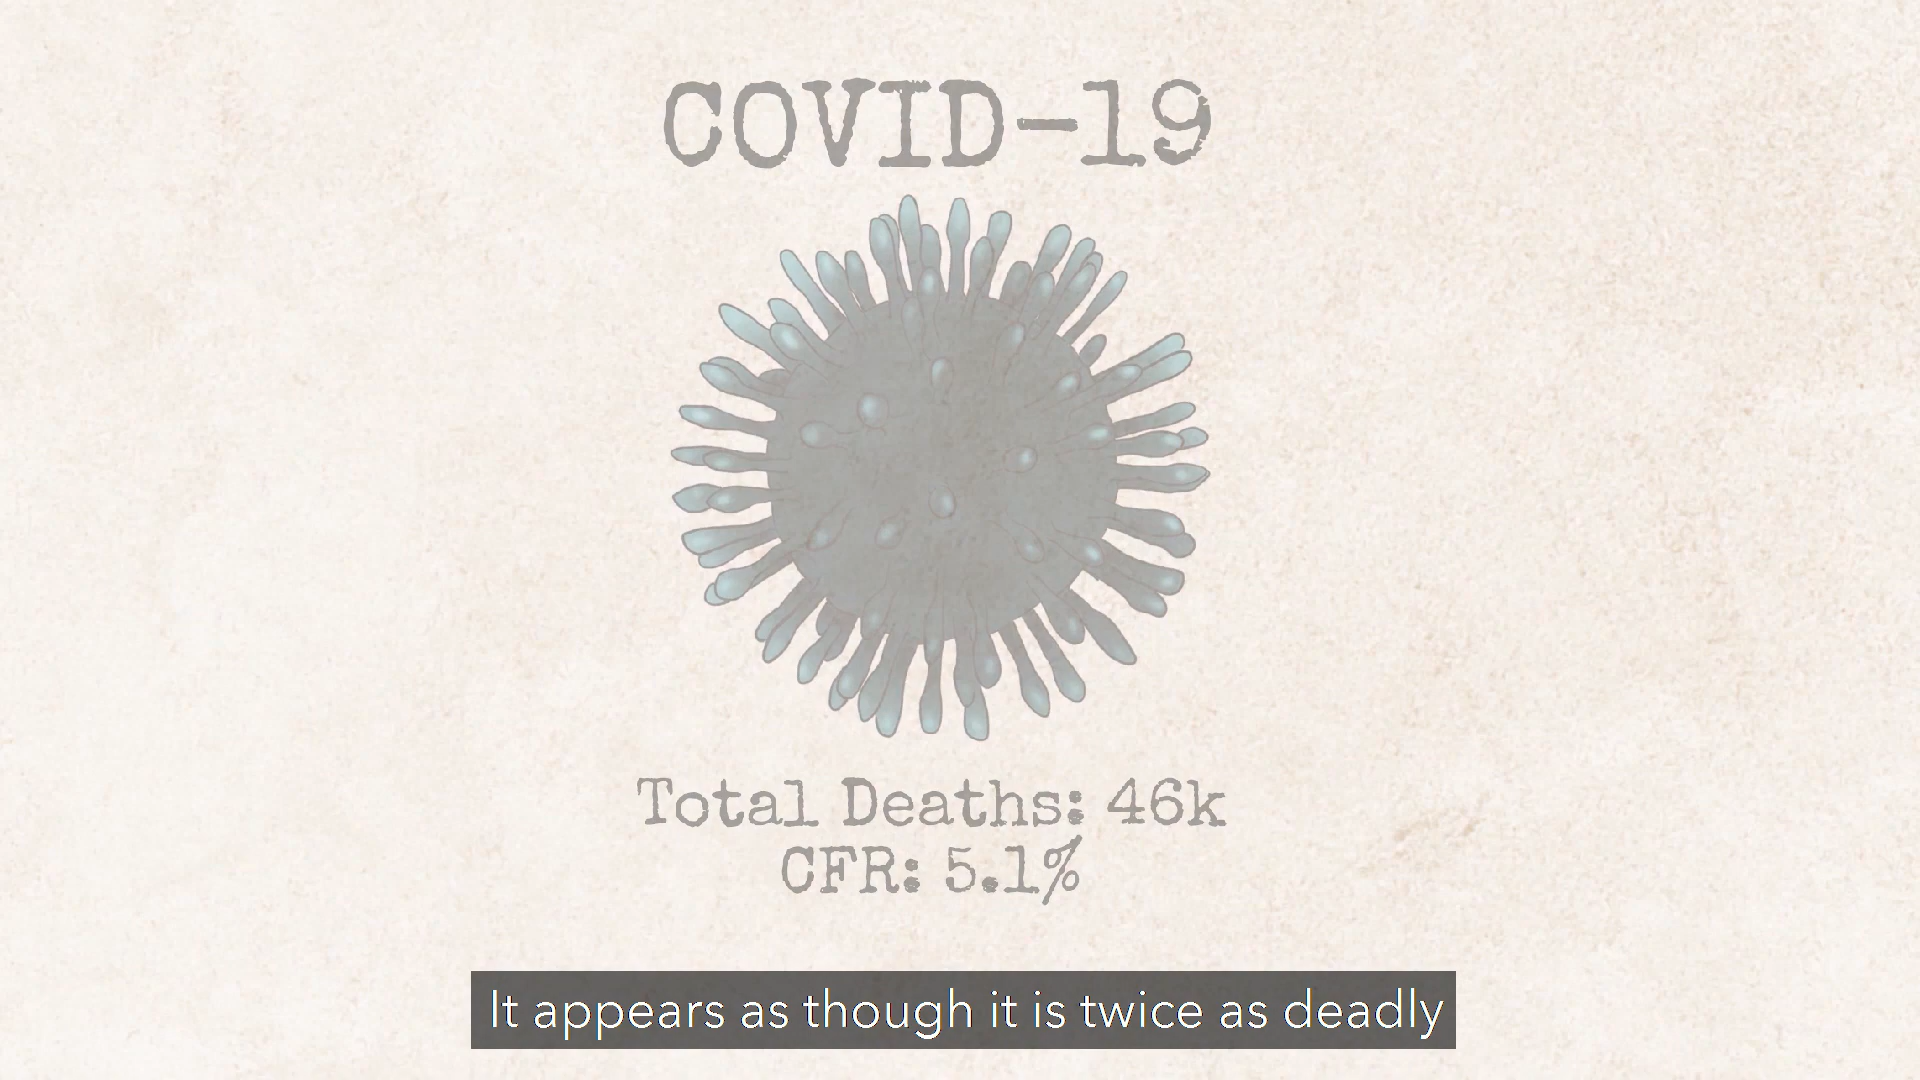 COVID-19
Total Deaths: 46k
CFR: 5.1%
It appears as though it is twice as deadly